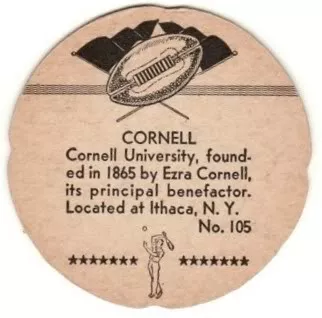 CORNELL
Cornell University, found-
ed in 1865 by Ezra Cornell,
its principal benefactor.
Located at Ithaca, N. Y.
No. 105